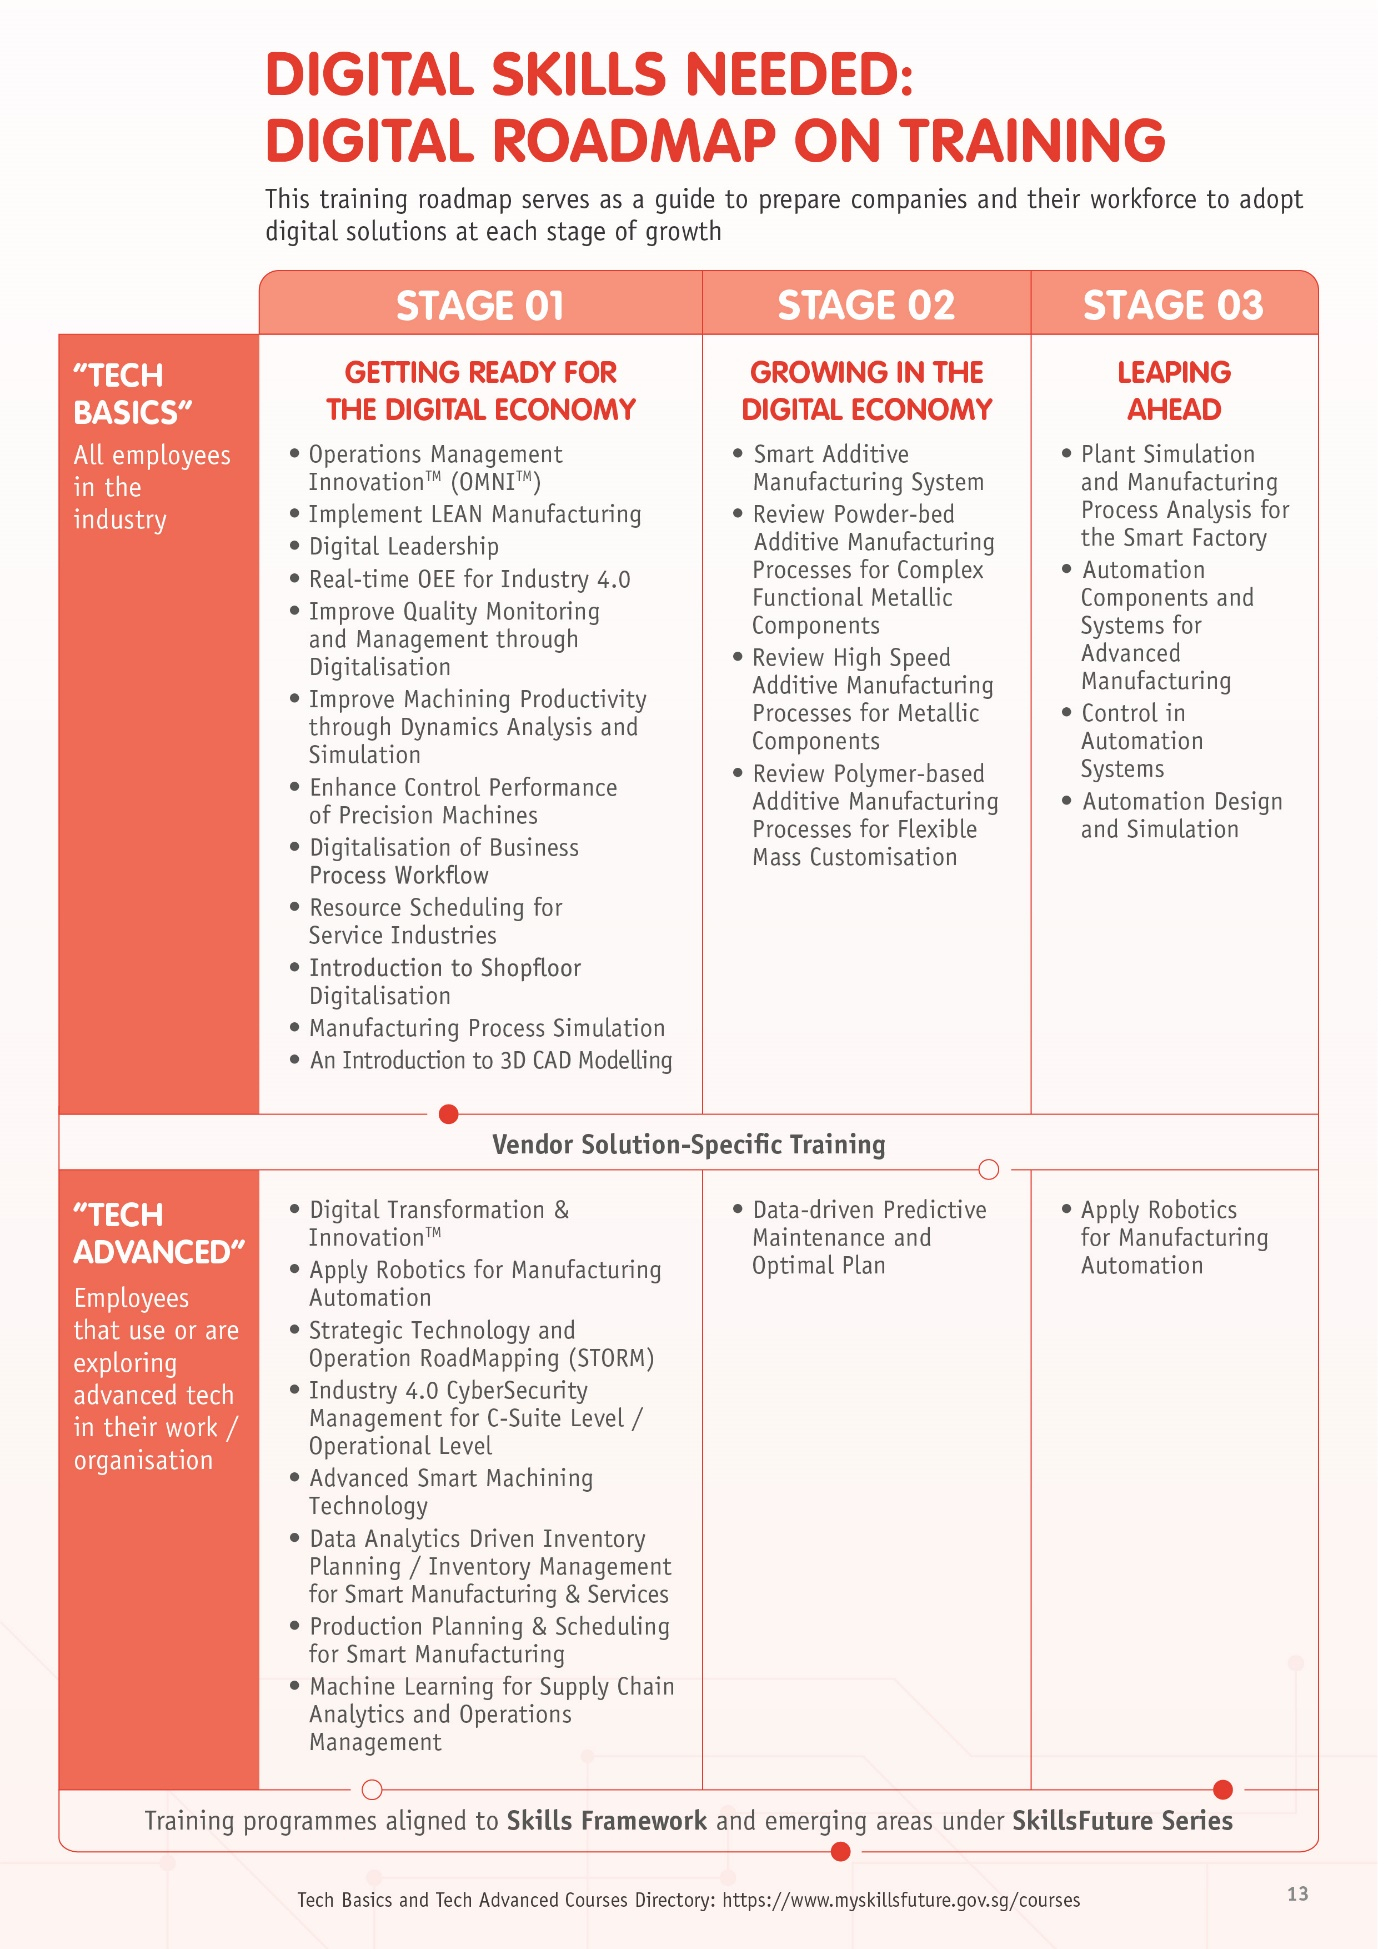 DIGITAL SKILLS NEEDED:
DIGITAL ROADMAP ON TRAINING
This training roadmap serves as a guide to prepare companies and their workforce to adopt
digital solutions at each stage of growth
STAGE 01
STAGE 02
STAGE 03
"TECH
BASICS"
All employees
in the
industry
GETTING READY FOR
THE DIGITAL ECONOMY
• Operations Management
Innovation™ (OMNI™)
• Implement LEAN Manufacturing
• Digital Leadership
• Real-time OEE for Industry 4.0
• Improve Quality Monitoring
and Management through
Digitalisation
• Improve Machining Productivity
through Dynamics Analysis and
Simulation
• Enhance Control Performance
of Precision Machines
• Digitalisation of Business
Process Workflow
• Resource Scheduling for
Service Industries
• Introduction to Shopfloor
Digitalisation
• Manufacturing Process Simulation
• An Introduction to 3D CAD Modelling
GROWING IN THE
DIGITAL ECONOMY
• Smart Additive
Manufacturing System
• Review Powder-bed
Additive Manufacturing
Processes for Complex
Functional Metallic
Components
• Review High Speed
Additive Manufacturing
Processes for Metallic
Components
• Review Polymer-based
Additive Manufacturing
Processes for Flexible
Mass Customisation
LEAPING
AHEAD
• Plant Simulation
and Manufacturing
Process Analysis for
the Smart Factory
• Automation
Components and
Systems for
Advanced
Manufacturing
• Control in
Automation
Systems
• Automation Design
and Simulation
Vendor Solution-Specific Training
"TECH
ADVANCED"
Employees
that use or are
exploring
advanced tech
in their work /
organisation
• Digital Transformation &
Innovation™
• Apply Robotics for Manufacturing
Automation
• Strategic Technology and
Operation RoadMapping (STORM)
• Industry 4.0 CyberSecurity
Management for C-Suite Level /
Operational Level
• Advanced Smart Machining
Technology
• Data Analytics Driven Inventory
Planning / Inventory Management
for Smart Manufacturing & Services
• Production Planning & Scheduling
for Smart Manufacturing
• Machine Learning for Supply Chain
Analytics and Operations
Management
• Data-driven Predictive
Maintenance and
Optimal Plan
• Apply Robotics
for Manufacturing
Automation
Training programmes aligned to Skills Framework and emerging areas under SkillsFuture Series
Tech Basics and Tech Advanced Courses Directory: https://www.myskillsfuture.gov.sg/courses
13